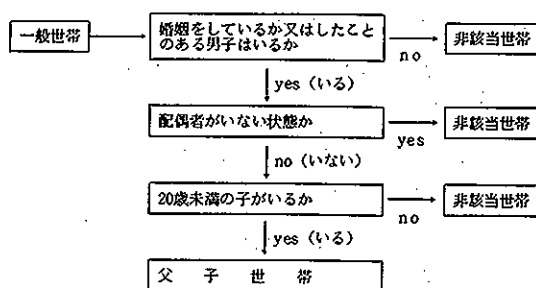 婚姻をしているか又はしたこと
のある男子はいるか
一般世帯
非該当世帯
no
yes(いる)
配偶者がいない状態か
非該当世帯
yes
no(いない)
20歳未満の子がいるか
非該当世帯
no
yes(いる)
父子世帯